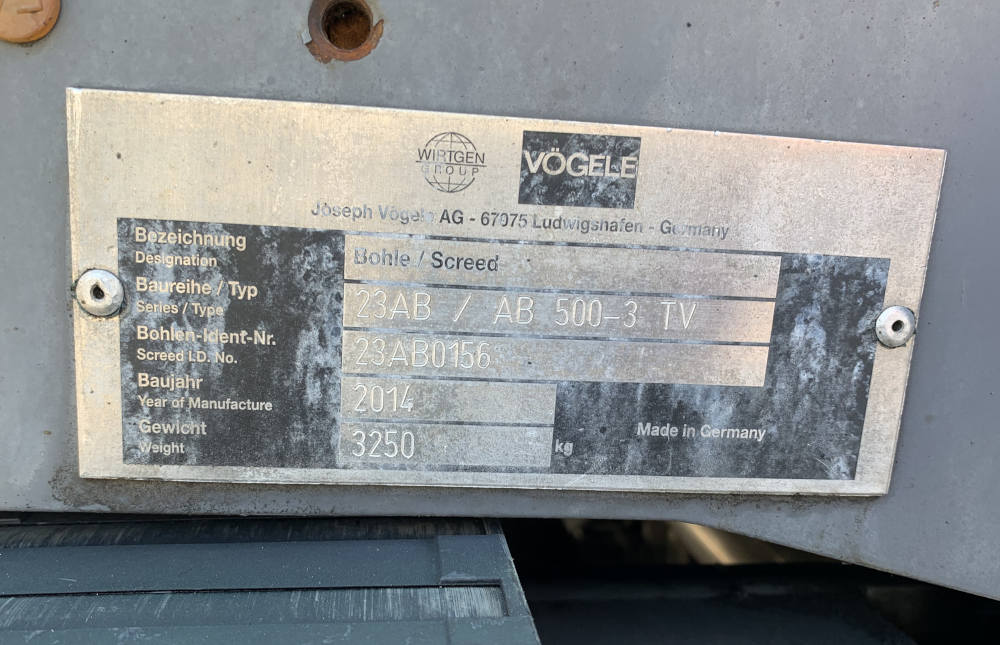 WIRTGEN
GROUP
VÖGELE
Joseph Vögele AG - 67075 Ludwigshafen - Germany
Bezeichnung
Designation
Bohle / Screed
Baureihe / Typ
Series / Type
23AB / AB 500-3 TV
Bohlen-Ident-Nr.
Screed I.D. No.
23AB0156
Baujahr
Year of Manufacture
2014
Gewicht
Weight
3250 kg
Made in Germany